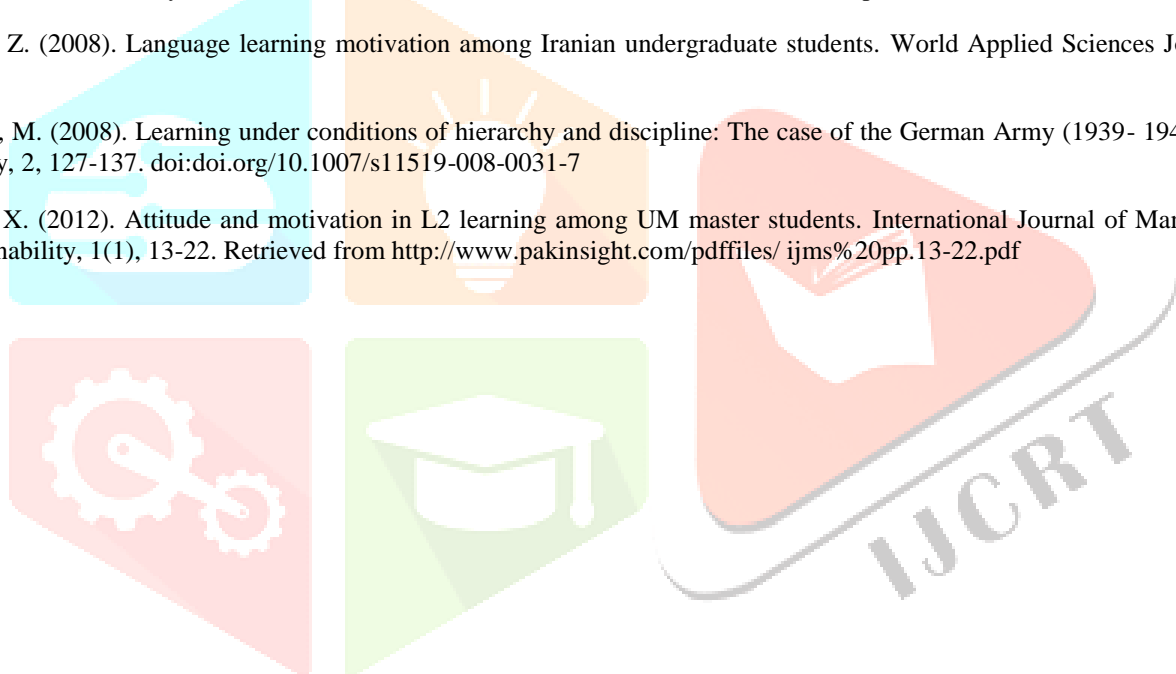 Z. (2008). Language learning motivation among Iranian undergraduate students. World Applied Sciences
, M. (2008). Learning under conditions of hierarchy and discipline: The case of the German Army (1939- 194
y, 2, 127-137. doi:doi.org/10.1007/s11519-008-0031-7
X. (2012). Attitude and motivation in L2 learning among UM master students. International Journal of
1(1), 13-22. Retrieved from http://www.pakinsight.com/pdffiles/ ijms%20pp.13-22.pdf
IJCRT